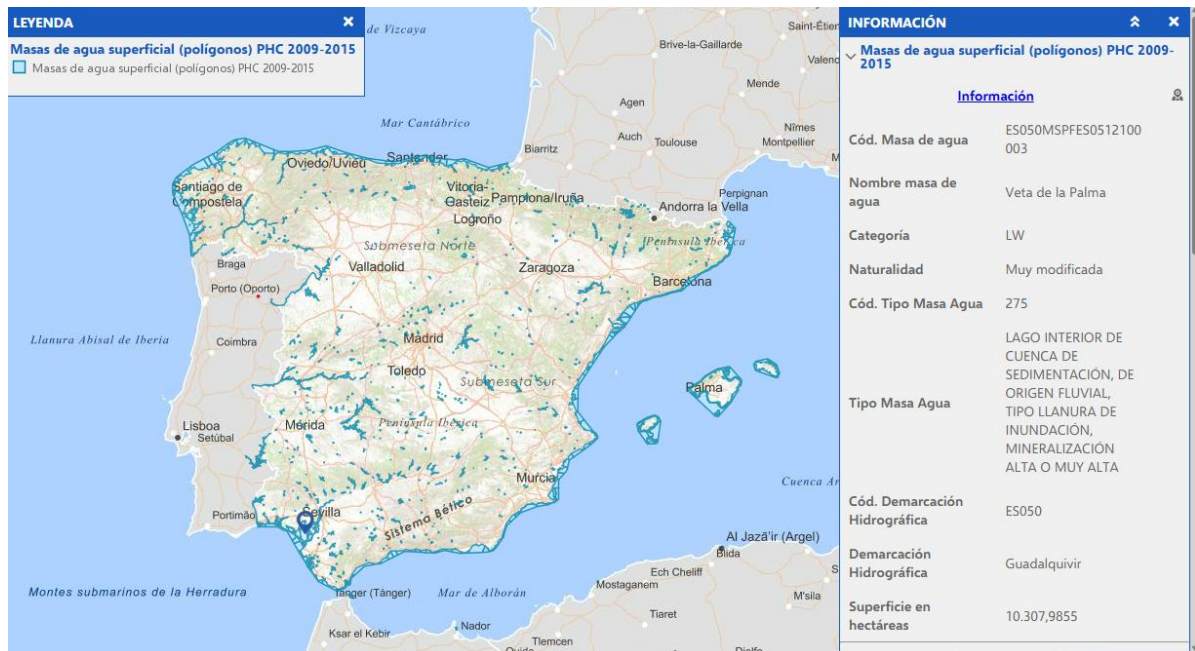 LEYENDA
Masas de agua superficial (polígonos) PHC 2009-2015
Masas de agua superficial (polígonos) PHC 2009-2015
de Vizcaya
Saint-Étien
Brive-la-Gaillarde
Valenc
Mende
Agen
Mar Cantábrico
Auch
Toulouse
Nîmes
Montpellier
Biarritz
Oviedo/Uviéu
Santander
Santiago de
Compostela
Vitoria-
Gasteiz
Pamplona/Iruña
Perpignan
Andorra la Vella
Logroño
Submeseta Norte
Península Ibérica
Braga
Valladolid
Zaragoza
Barcelona
Porto (Oporto)
Llanura Abisal de Iberia
Coimbra
Madrid
Toledo
Submeseta Sur
Palma
Lisboa
Setúbal
Mérida
Península Ibérica
Murcia
Cuenca Ar
Portimão
Sevilla
Sistema Bético
Al Jazā'ir (Argel)
Blida
Ech Cheliff
Montes submarinos de la Herradura
Tanger (Tánger)
Mar de Alborán
Mostaganem
M'sila
Tiaret
Ksar el Kebir
Nador
Tlemcen
INFORMACIÓN
Masas de agua superficial (polígonos) PHC 2009-
2015
Información
Cód. Masa de agua
ES050MSPFES0512100
003
Nombre masa de
agua
Veta de la Palma
Categoría
LW
Naturalidad
Muy modificada
Cód. Tipo Masa Agua
275
Tipo Masa Agua
LAGO INTERIOR DE
CUENCA DE
SEDIMENTACIÓN, DE
ORIGEN FLUVIAL,
TIPO LLANURA DE
INUNDACIÓN,
MINERALIZACIÓN
ALTA O MUY ALTA
Cód. Demarcación
Hidrográfica
ES050
Demarcación
Hidrográfica
Guadalquivir
Superficie en
hectáreas
10.307,9855